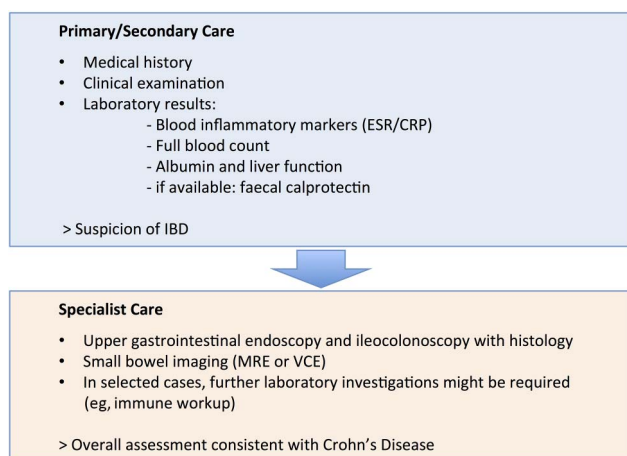 Primary/Secondary Care
• Medical history
• Clinical examination
• Laboratory results:
- Blood inflammatory markers (ESR/CRP)
- Full blood count
- Albumin and liver function
- if available: faecal calprotectin
> Suspicion of IBD
Specialist Care
• Upper gastrointestinal endoscopy and ileocolonoscopy with histology
• Small bowel imaging (MRE or VCE)
• In selected cases, further laboratory investigations might be required
(eg, immune workup)
> Overall assessment consistent with Crohn’s Disease